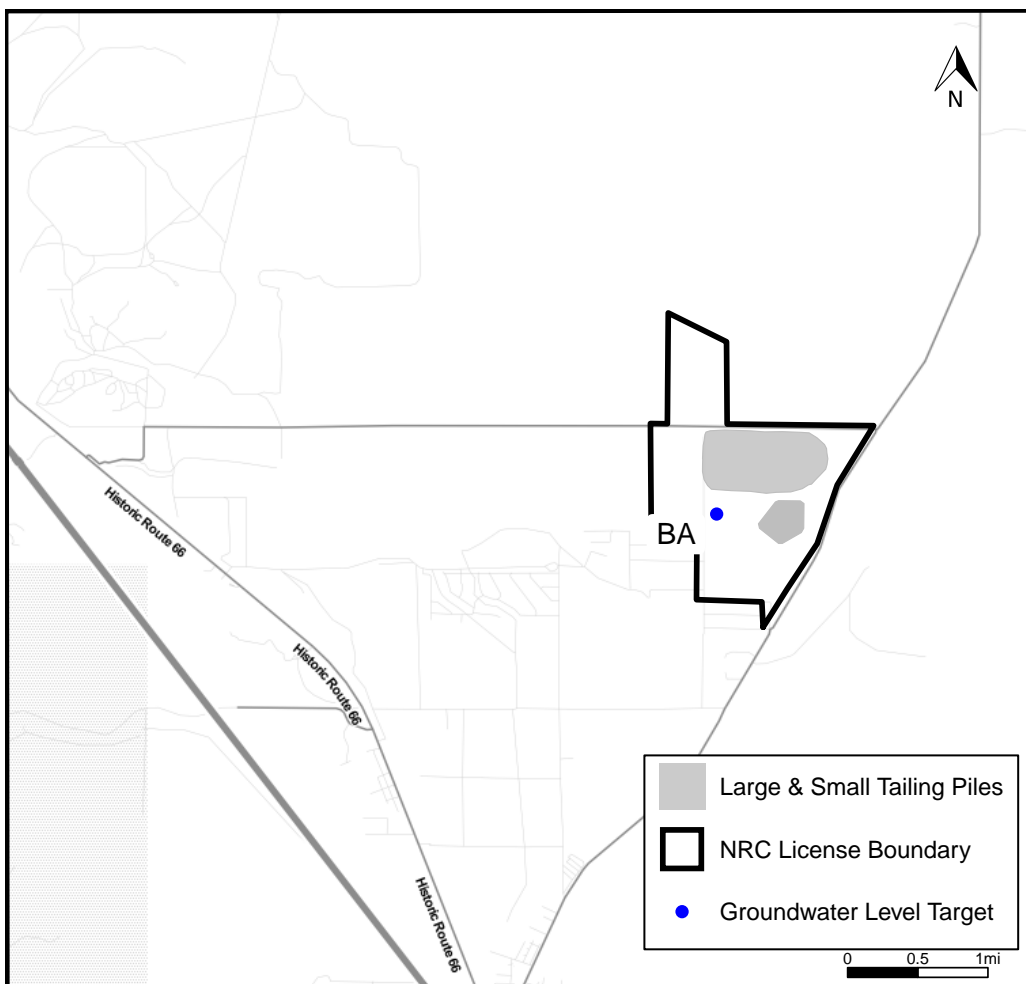 N
Historic Route 66
BA
Historic Route 66
Historic Route 66
Large & Small Tailing Piles
NRC License Boundary
Groundwater Level Target
0 0.5 1mi